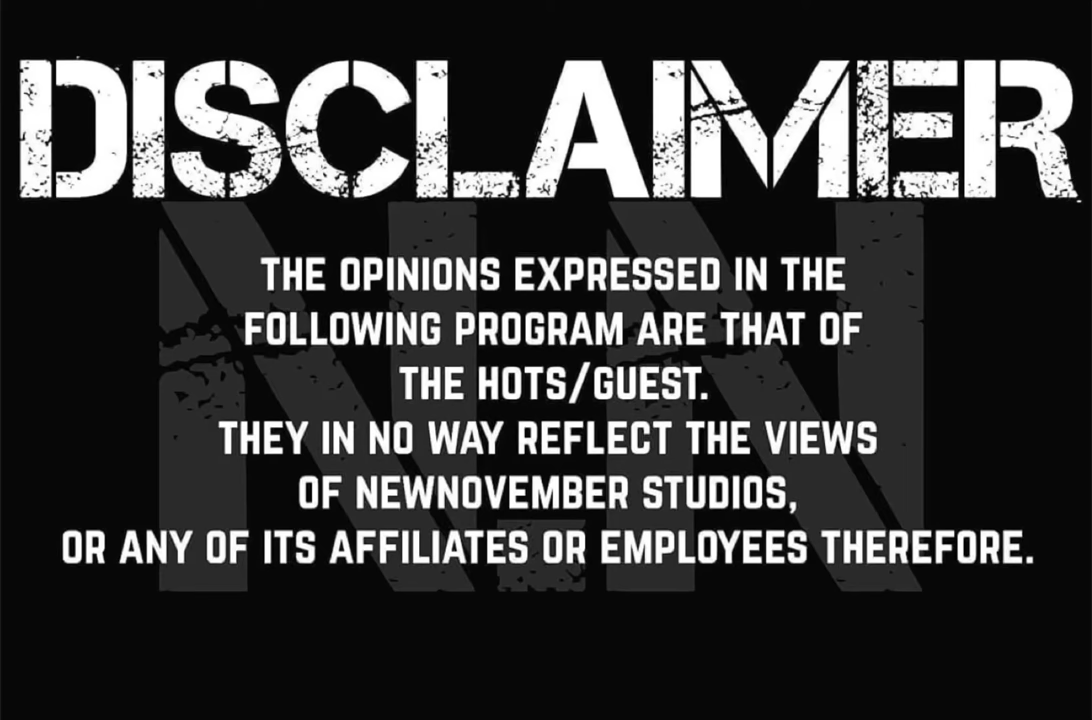 DISCLAIMER
THE OPINIONS EXPRESSED IN THE
FOLLOWING PROGRAM ARE THAT OF
THE HOTS/GUEST.
THEY IN NO WAY REFLECT THE VIEWS
OF NEWNOVEMBER STUDIOS,
OR ANY OF ITS AFFILIATES OR EMPLOYEES THEREFORE.
N.N